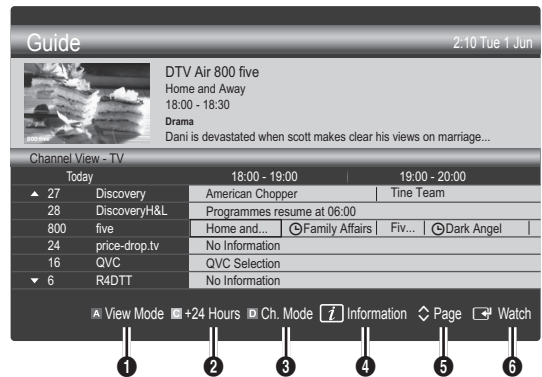 Guide 2:10 Tue 1 Jun
DTV Air 800 five
Home and Away
18:00 - 18:30
Drama
Dani is devastated when scott makes clear his views on marriage...
800 five
Channel View - TV
Today 18:00 - 19:00 19:00 - 20:00
▲ 27 Discovery American Chopper Tine Team
28 DiscoveryH&L Programmes resume at 06:00
800 five Home and... Family Affairs Fiv... Dark Angel
24 price-drop.tv No Information
16 QVC QVC Selection
▼ 6 R4DTT No Information
A View Mode C +24 Hours D Ch. Mode i Information Page Watch
1 2 3 4 5 6